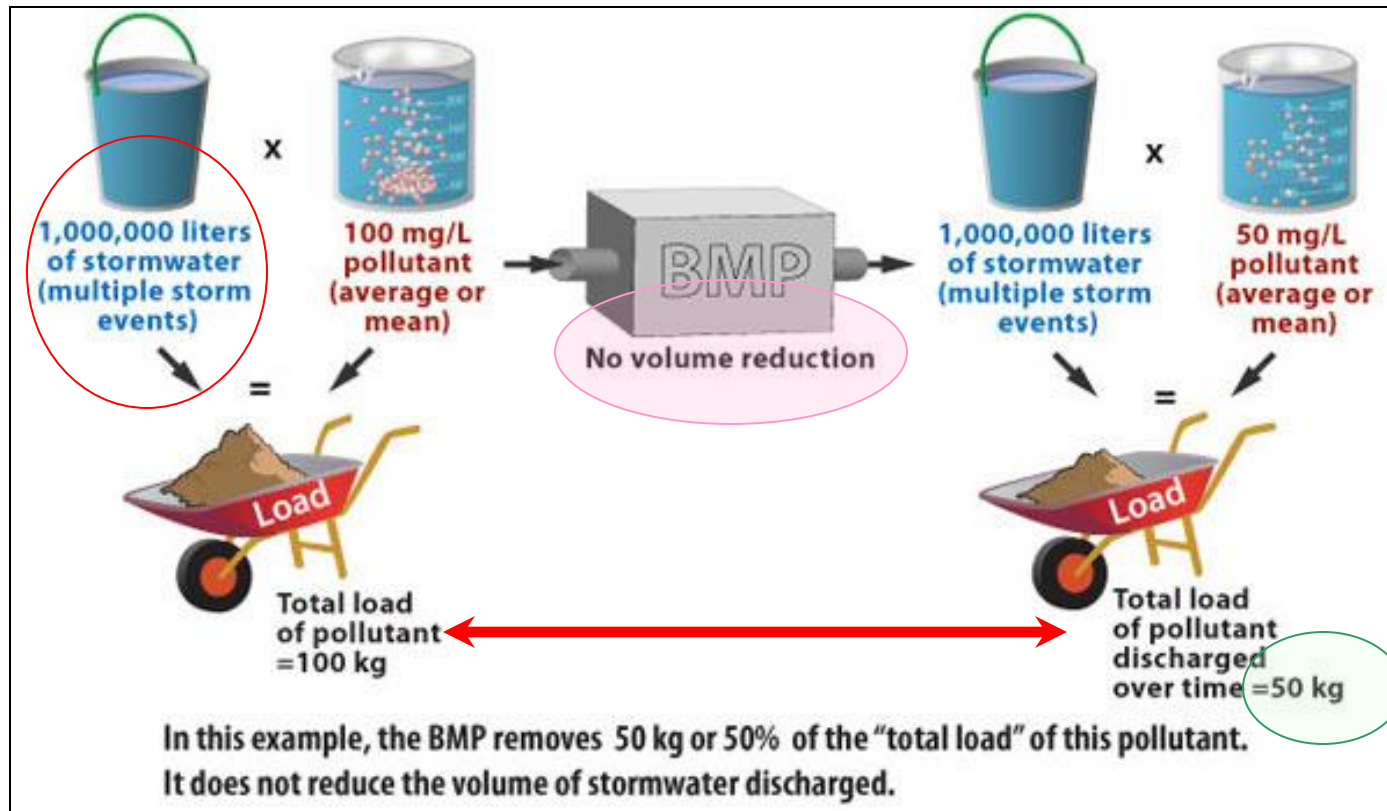 x
1,000,000 liters
of stormwater
(multiple storm
events)
100 mg/L
pollutant
(average or
mean)
=
Load
Total load
of pollutant
=100 kg
BMP
No volume reduction
x
1,000,000 liters
of stormwater
(multiple storm
events)
50 mg/L
pollutant
(average or
mean)
=
Load
Total load
of pollutant
discharged
over time =50 kg
In this example, the BMP removes 50 kg or 50% of the “total load” of this pollutant.
It does not reduce the volume of stormwater discharged.